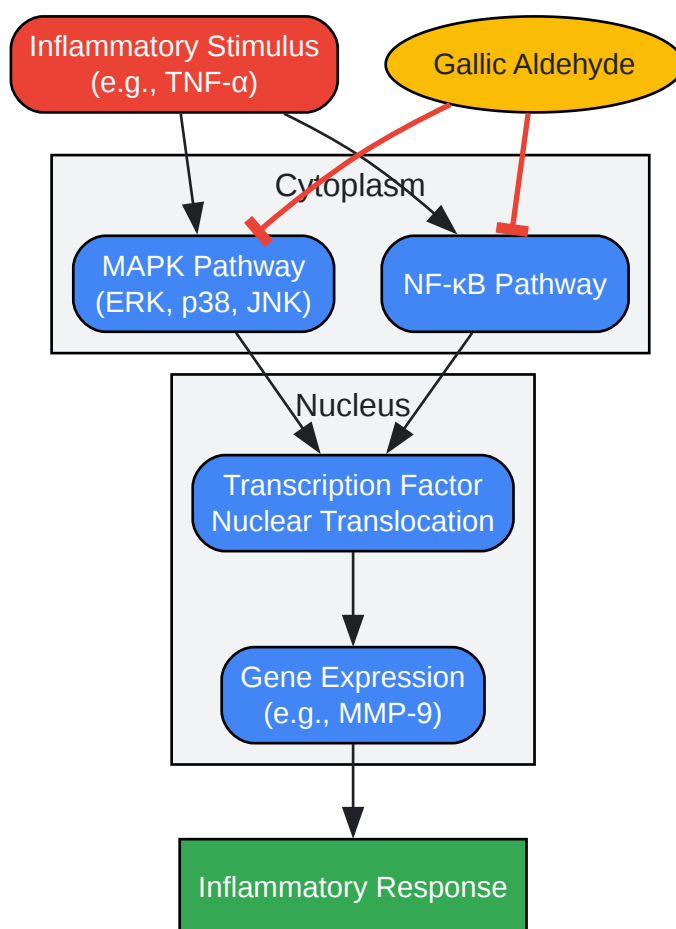 Inflammatory Stimulus
(e.g., TNF-α)
Gallic Aldehyde
Cytoplasm
MAPK Pathway
(ERK, p38, JNK)
NF-κB Pathway
Nucleus
Transcription Factor
Nuclear Translocation
Gene Expression
(e.g., MMP-9)
Inflammatory Response